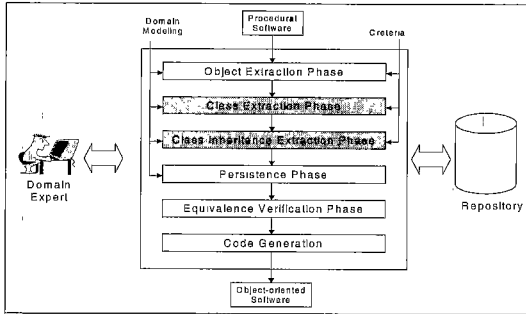 Domain
Modeling
Procedural
Software
Creteria
Object Extraction Phase
Class Extraction Phase
Class Inheritance Extraction Phase
Persistence Phase
Equivalence Verification Phase
Code Generation
Domain
Expert
Repository
Object-oriented
Software